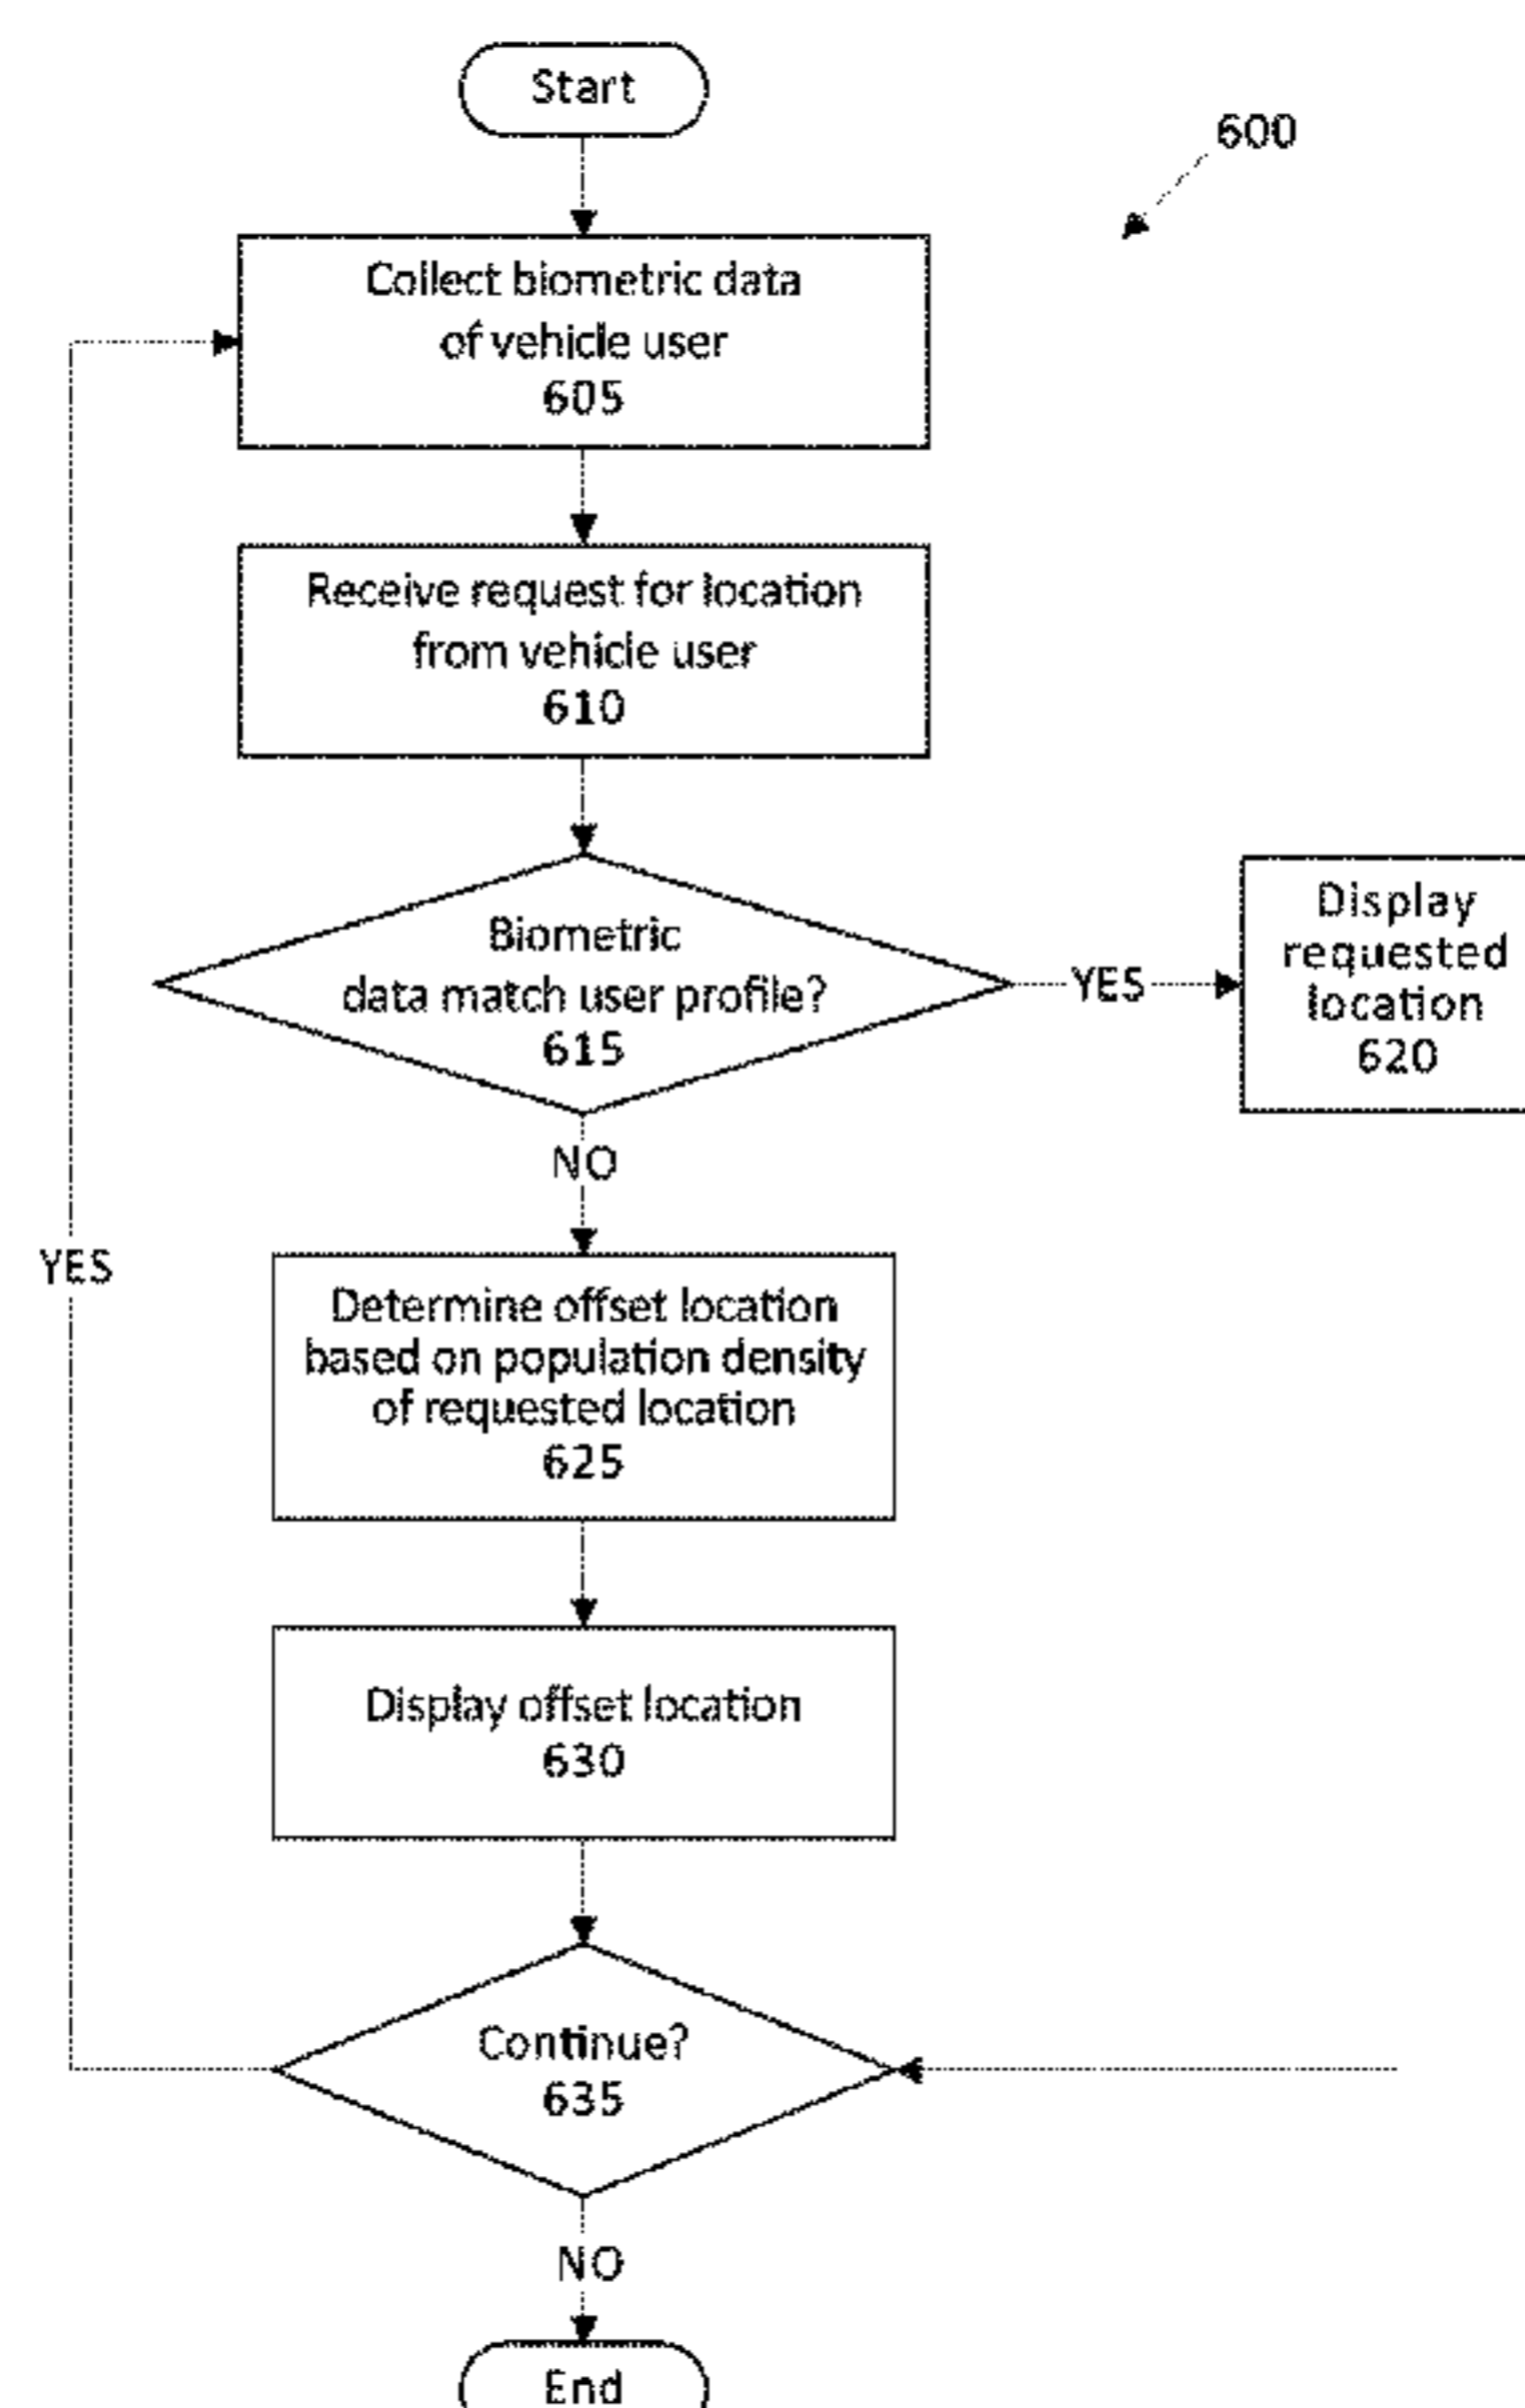 Start
600
Collect biometric data
of vehicle user
605
Receive request for location
from vehicle user
610
Biometric
data match user profile?
615
YES
Display
requested
location
620
NO
YES
Determine offset location
based on population density
of requested location
625
Display offset location
630
Continue?
635
NO
End